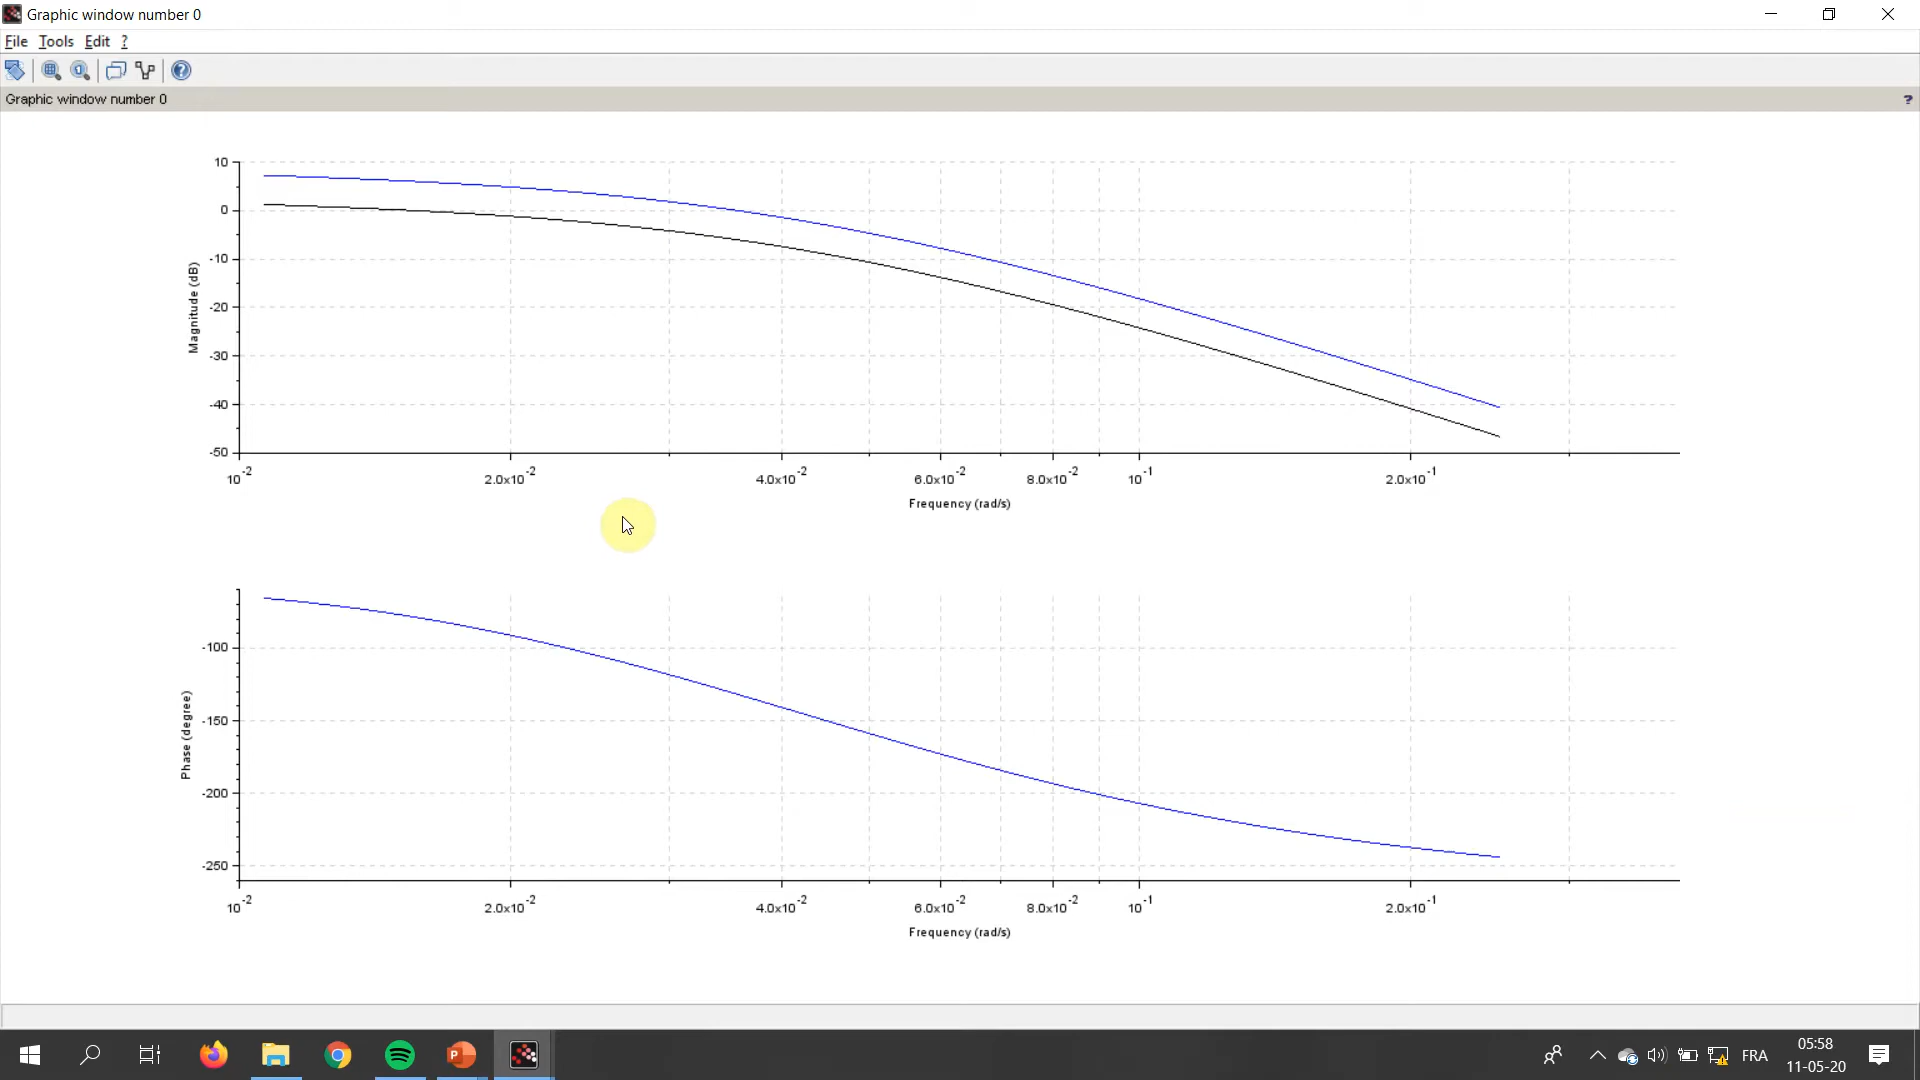 Graphic window number 0
File Tools Edit ?
Graphic window number 0 ?
10
0
-10
-20
-30
-40
-50
Magnitude (dB)
10-2 2.0x10-2 4.0x10-2 6.0x10-2 8.0x10-2 10-1 2.0x10-1
Frequency (rad/s)
-100
-150
-200
-250
Phase (degree)
10-2 2.0x10-2 4.0x10-2 6.0x10-2 8.0x10-2 10-1 2.0x10-1
Frequency (rad/s)
P FRA 05:58
11-05-20